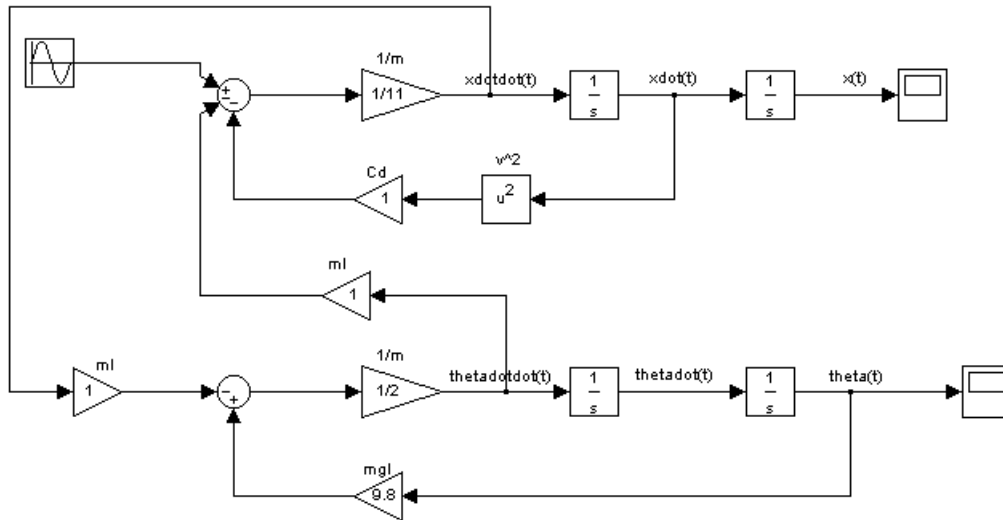 1/m
1/11
xdotdot(t)
1
s
xdot(t)
1
s
x(t)
+
-
-
v^2
Cd
1
u2
ml
1
ml
1
-
+
1/m
1/2
thetadotdot(t)
1
s
thetadot(t)
1
s
theta(t)
mgl
9.8